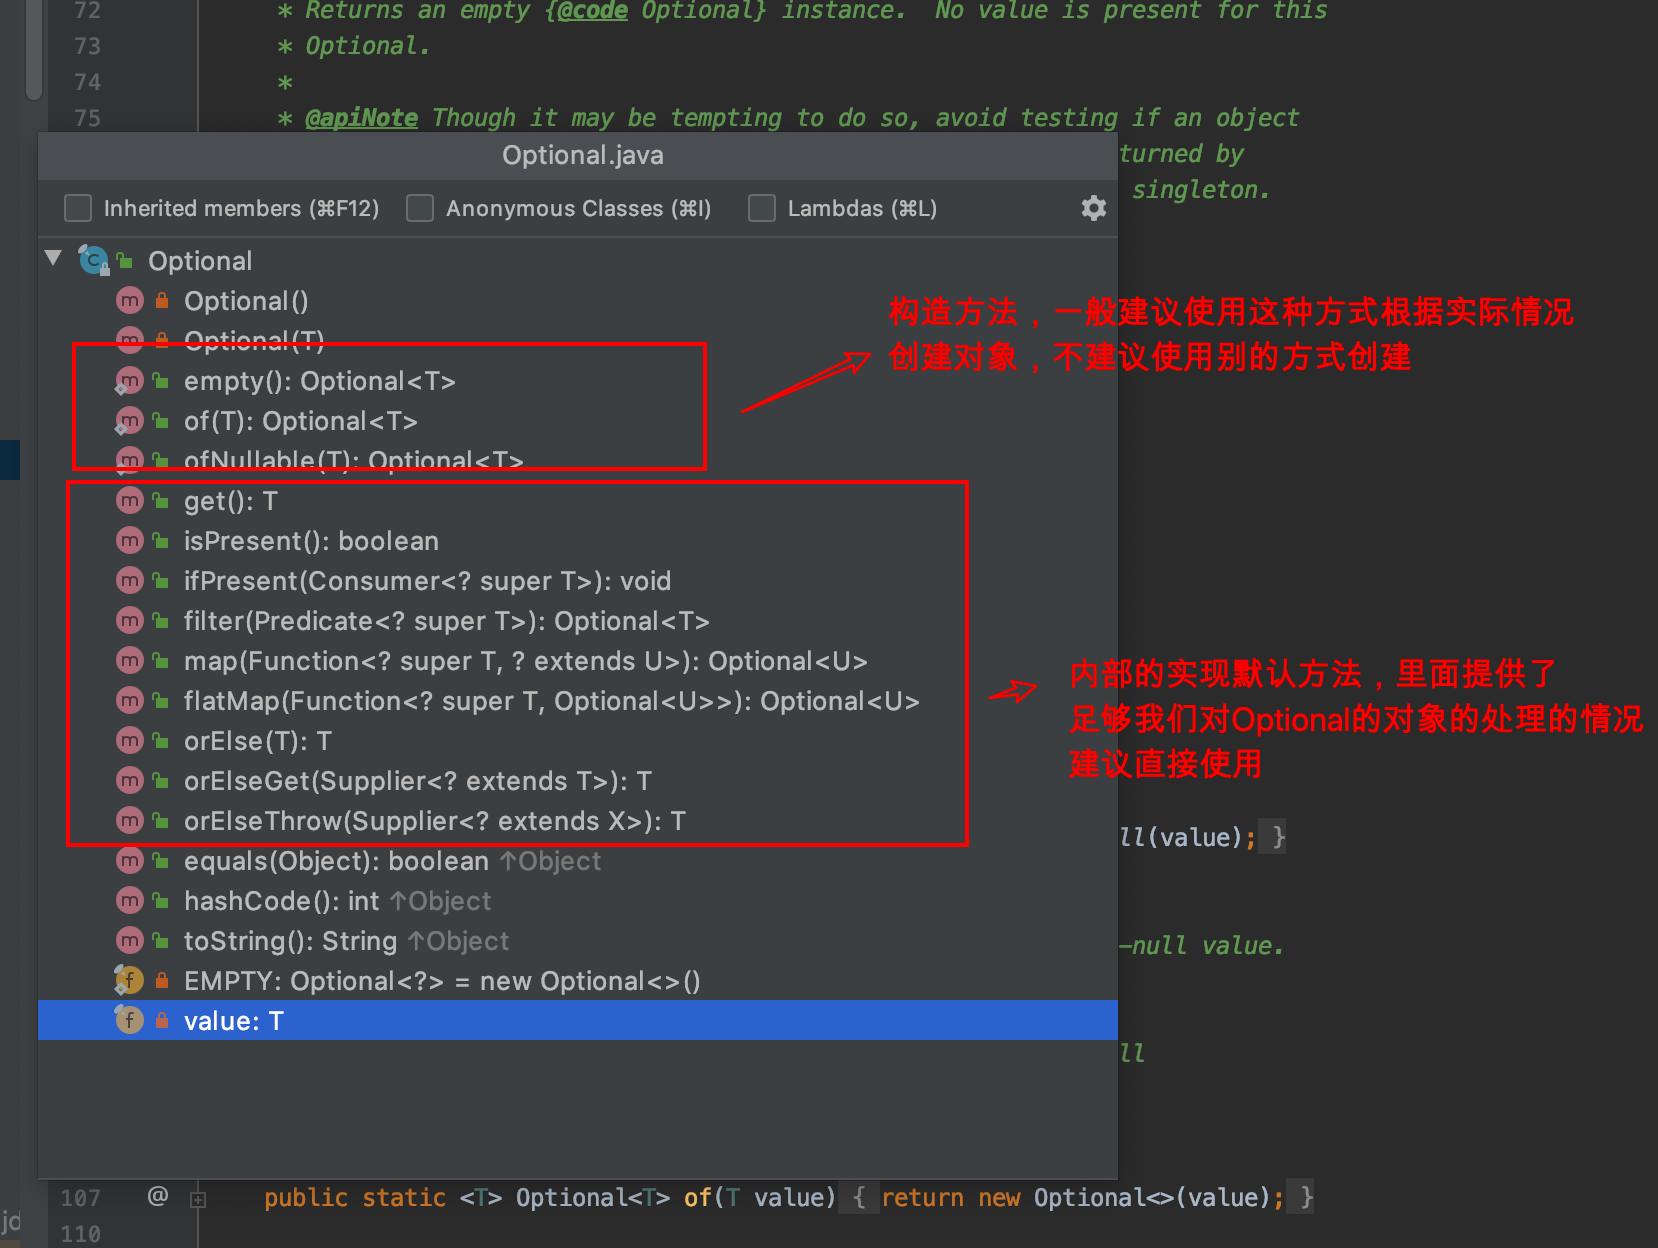 72 * Returns an empty {@code Optional} instance.  No value is present for this
73 * Optional.
74 *
75 * @apiNote Though it may be tempting to do so, avoid testing if an object
Optional.java
turned by
singleton.
Inherited members (⌘F12) Anonymous Classes (⌘I) Lambdas (⌘L)
Optional
Optional()
Optional(T)
empty(): Optional<T>
of(T): Optional<T>
ofNullable(T): Optional<T>
构造方法，一般建议使用这种方式根据实际情况
创建对象，不建议使用别的方式创建
get(): T
isPresent(): boolean
ifPresent(Consumer<? super T>): void
filter(Predicate<? super T>): Optional<T>
map(Function<? super T, ? extends U>): Optional<U>
flatMap(Function<? super T, Optional<U>>): Optional<U>
orElse(T): T
orElseGet(Supplier<? extends T>): T
orElseThrow(Supplier<? extends X>): T
内部的实现默认方法，里面提供了
足够我们对Optional的对象的处理的情况
建议直接使用
ll(value); }
equals(Object): boolean ↑Object
hashCode(): int ↑Object
toString(): String ↑Object
-null value.
EMPTY: Optional<?> = new Optional<>()
value: T
ll
107 @ public static <T> Optional<T> of(T value) { return new Optional<>(value); }
jd
110